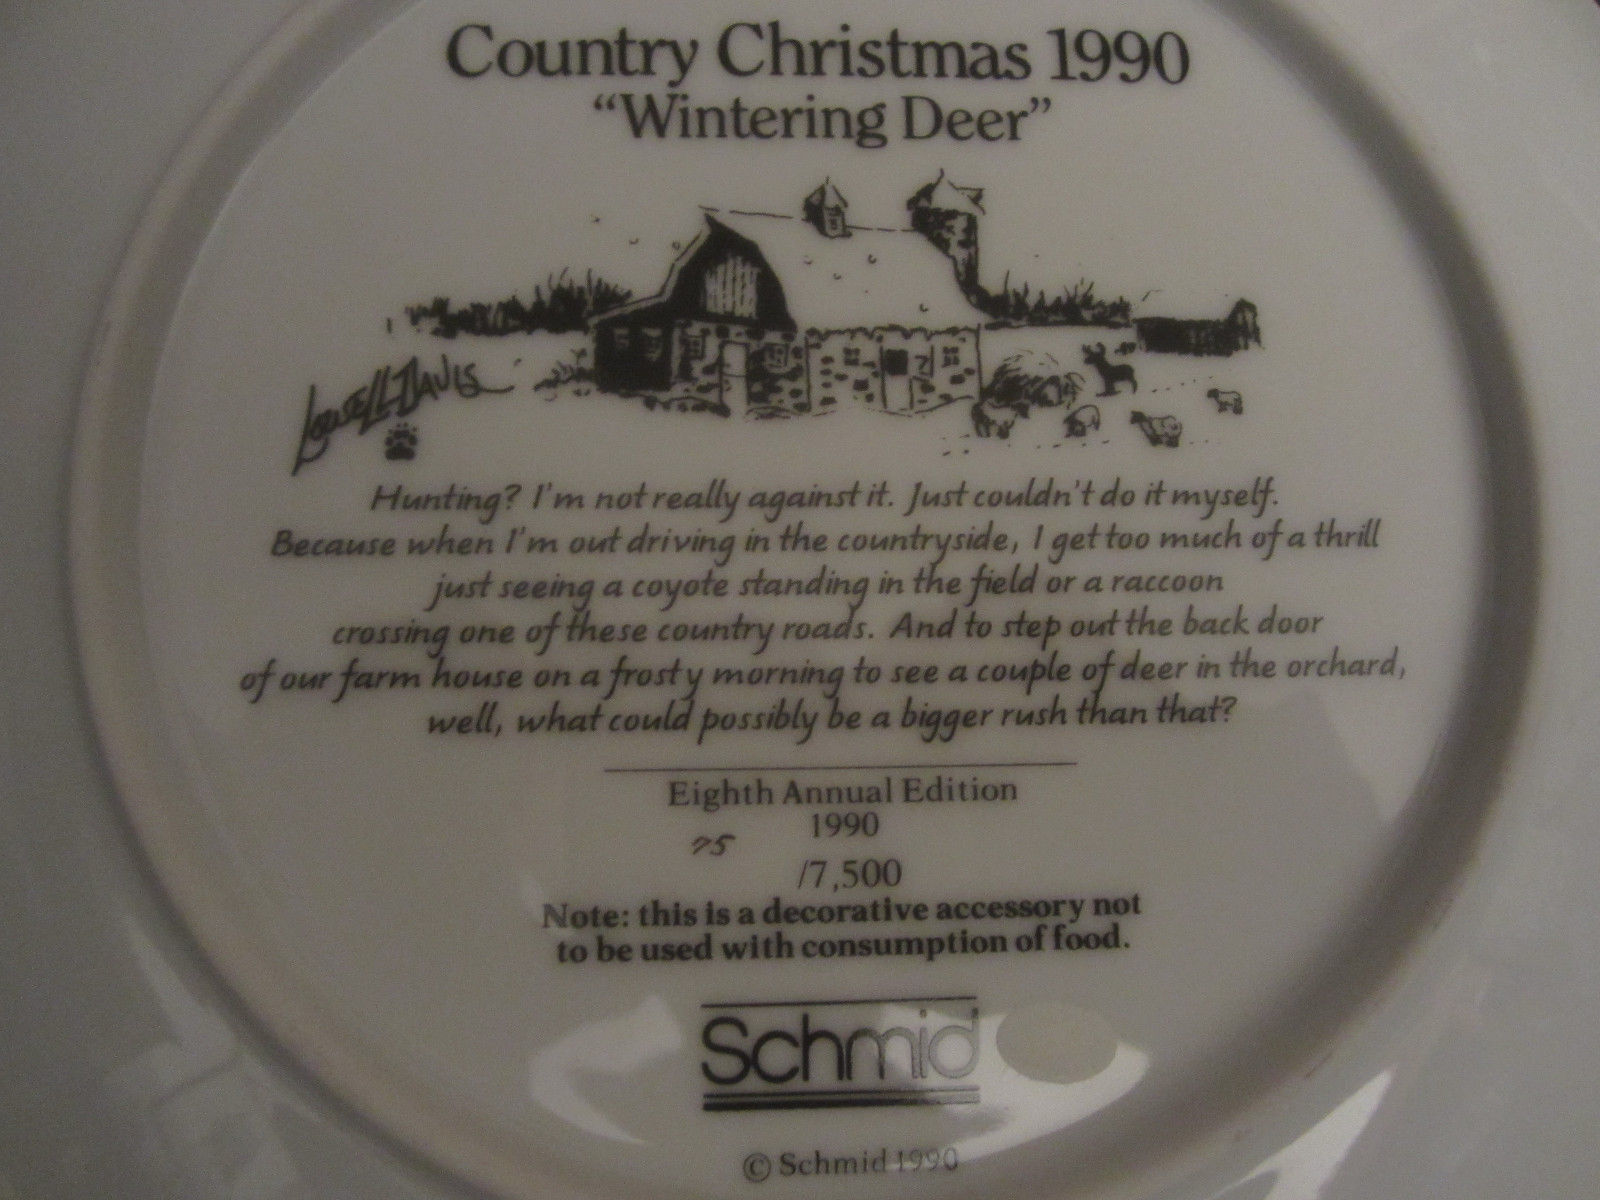 Country Christmas 1990
“Wintering Deer”
Lowell Davis
Hunting? I'm not really against it. Just couldn't do it myself.
Because when I'm out driving in the countryside, I get too much of a thrill
just seeing a coyote standing in the field or a raccoon
crossing one of these country roads. And to step out the back door
of our farm house on a frosty morning to see a couple of deer in the orchard,
well, what could possibly be a bigger rush than that?
Eighth Annual Edition
1990
75
/7,500
Note: this is a decorative accessory not
to be used with consumption of food.
Schmid
© Schmid 1990